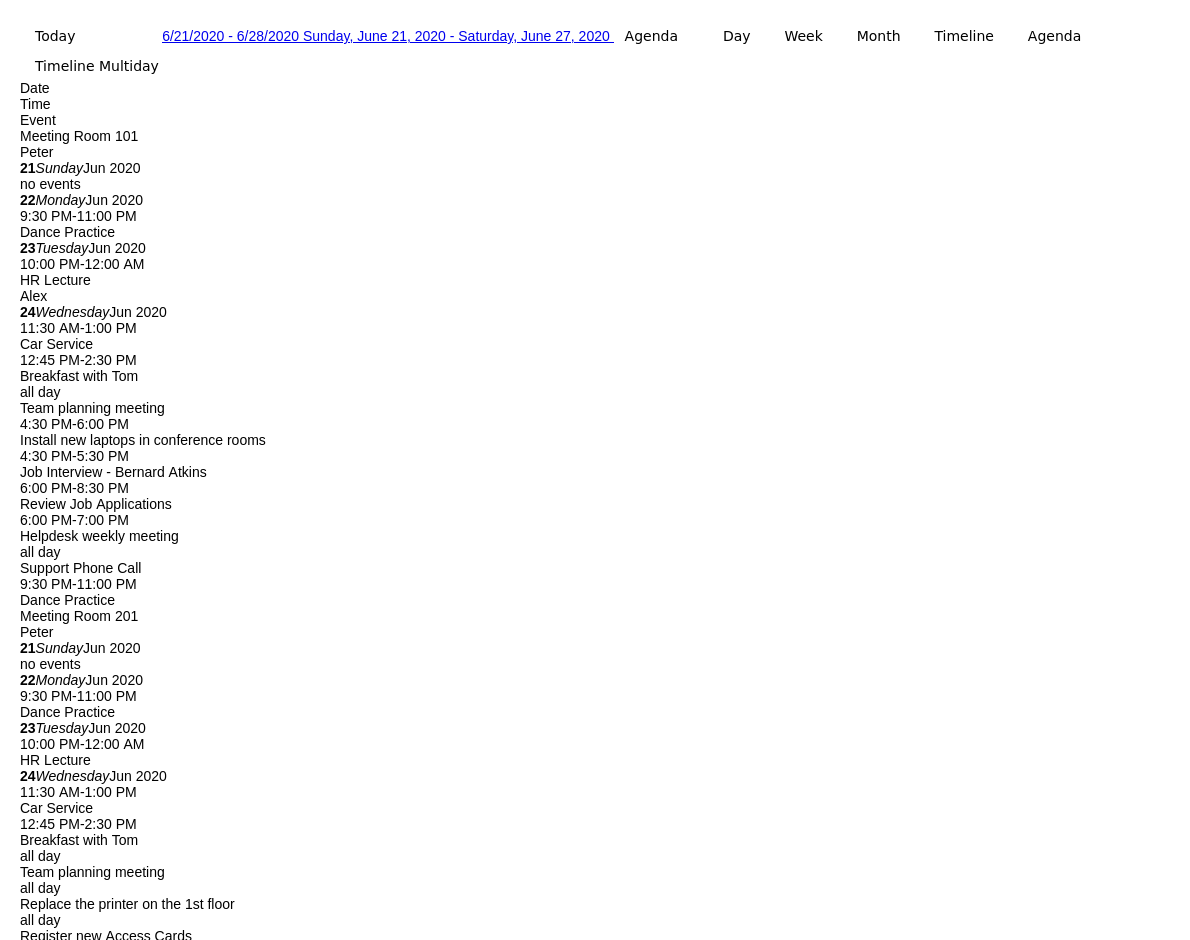 Today 6/21/2020 - 6/28/2020 Sunday, June 21, 2020 - Saturday, June 27, 2020 Agenda Day Week Month Timeline Agenda
Timeline Multiday
Date
Time
Event
Meeting Room 101
Peter
21SundayJun 2020
no events
22MondayJun 2020
9:30 PM-11:00 PM
Dance Practice
23TuesdayJun 2020
10:00 PM-12:00 AM
HR Lecture
Alex
24WednesdayJun 2020
11:30 AM-1:00 PM
Car Service
12:45 PM-2:30 PM
Breakfast with Tom
all day
Team planning meeting
4:30 PM-6:00 PM
Install new laptops in conference rooms
4:30 PM-5:30 PM
Job Interview - Bernard Atkins
6:00 PM-8:30 PM
Review Job Applications
6:00 PM-7:00 PM
Helpdesk weekly meeting
all day
Support Phone Call
9:30 PM-11:00 PM
Dance Practice
Meeting Room 201
Peter
21SundayJun 2020
no events
22MondayJun 2020
9:30 PM-11:00 PM
Dance Practice
23TuesdayJun 2020
10:00 PM-12:00 AM
HR Lecture
24WednesdayJun 2020
11:30 AM-1:00 PM
Car Service
12:45 PM-2:30 PM
Breakfast with Tom
all day
Team planning meeting
all day
Replace the printer on the 1st floor
all day
Register new Access Cards